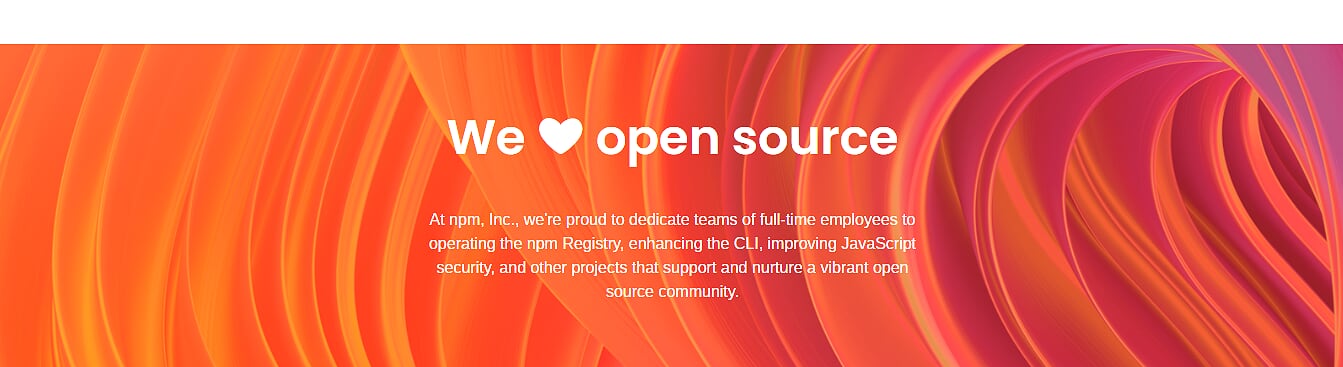 We ❤ open source
At npm, Inc., we're proud to dedicate teams of full-time employees to
operating the npm Registry, enhancing the CLI, improving JavaScript
security, and other projects that support and nurture a vibrant open
source community.